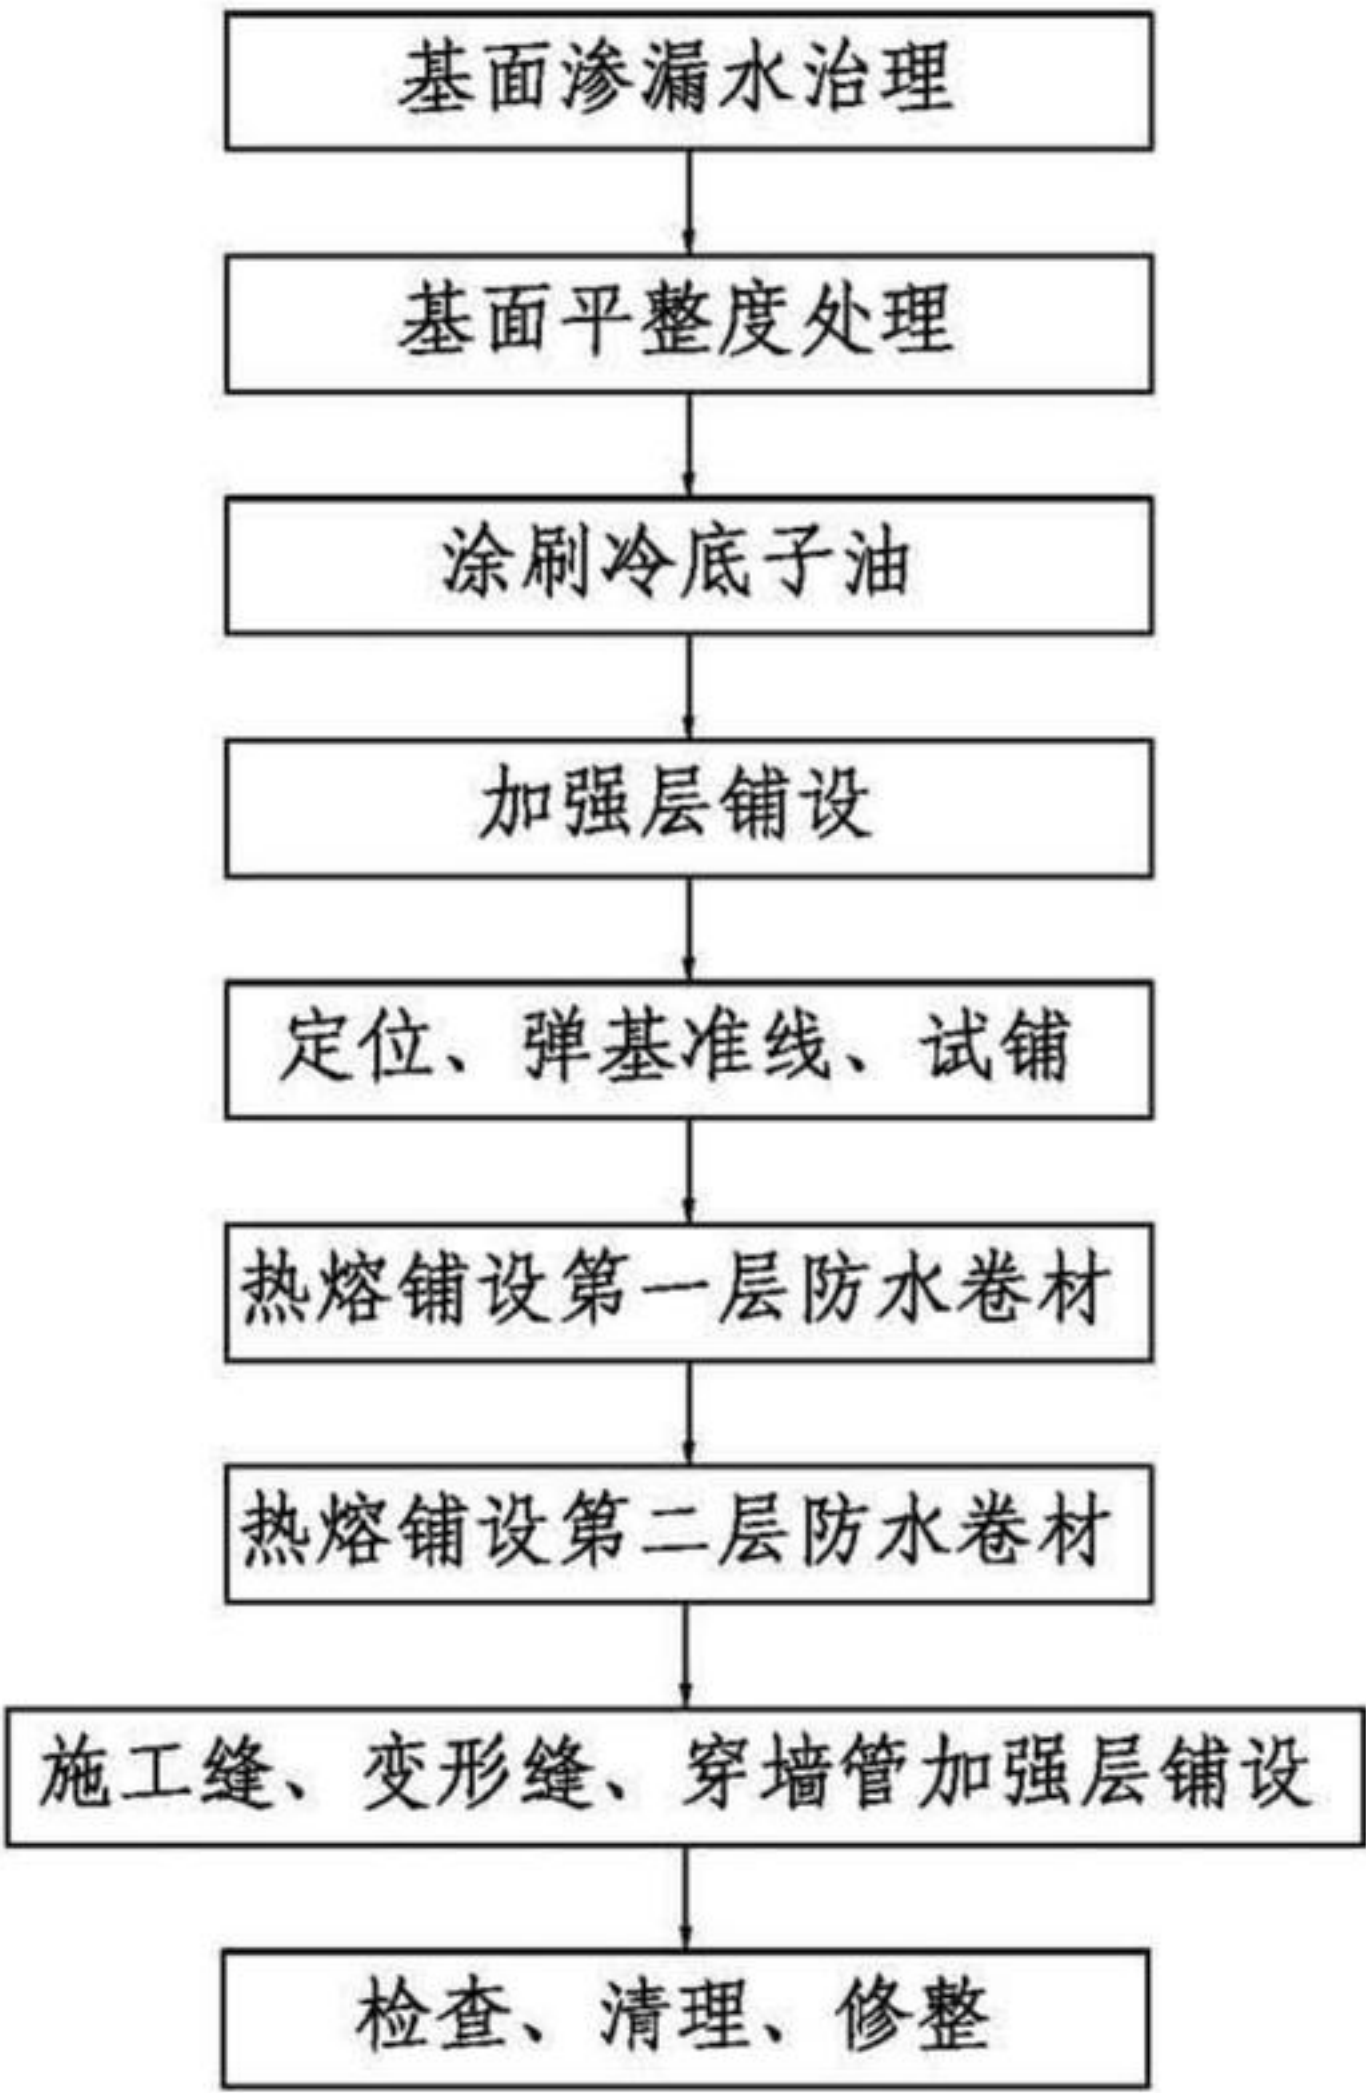 基面渗漏水治理
基面平整度处理
涂刷冷底子油
加强层铺设
定位、弹基准线、试铺
热熔铺设第一层防水卷材
热熔铺设第二层防水卷材
施工缝、变形缝、穿墙管加强层铺设
检查、清理、修整